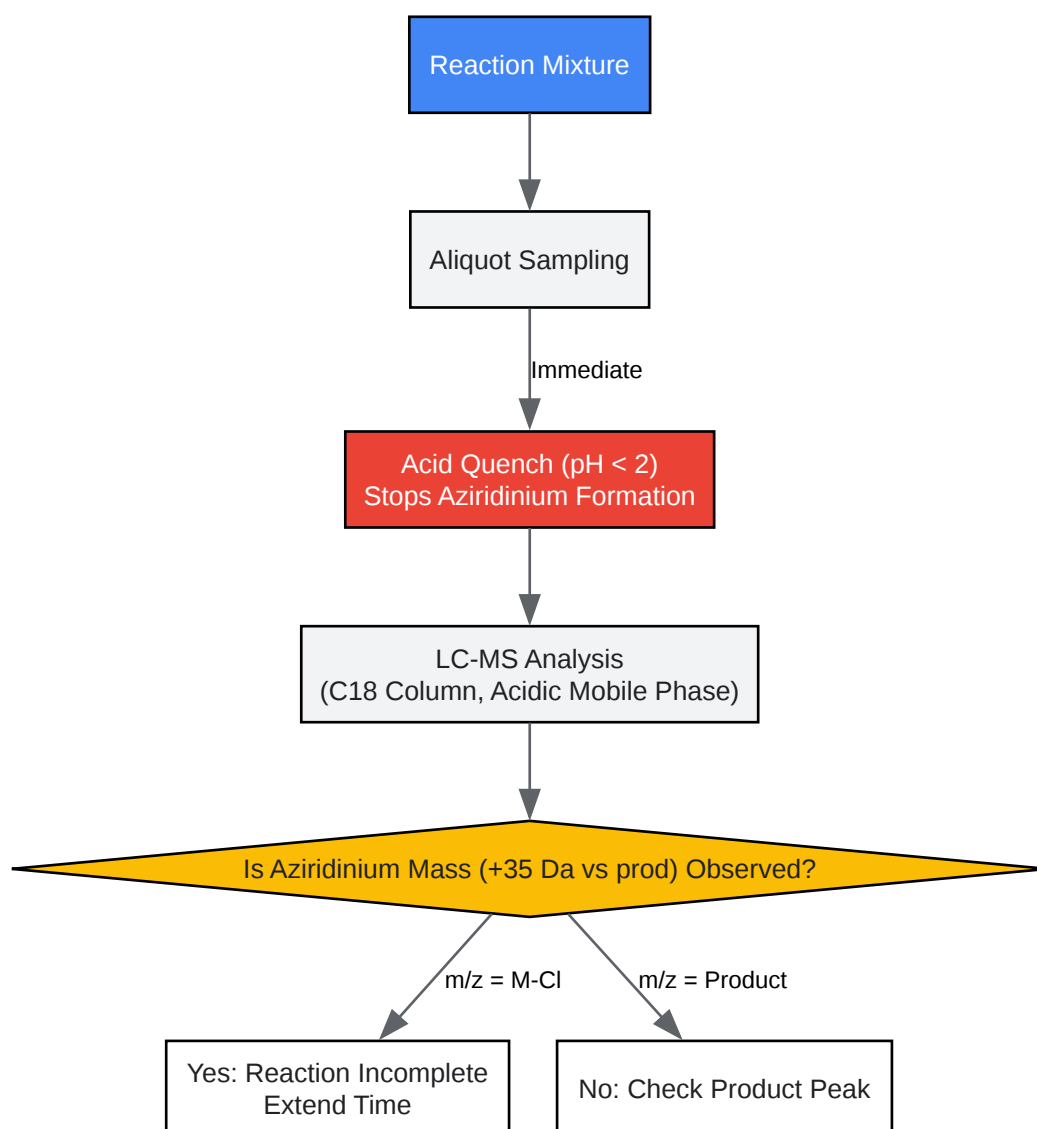 Reaction Mixture
Aliquot Sampling
Immediate
Acid Quench (pH < 2)
Stops Aziridinium Formation
LC-MS Analysis
(C18 Column, Acidic Mobile Phase)
Is Aziridinium Mass (+35 Da vs prod) Observed?
m/z = M-Cl
m/z = Product
Yes: Reaction Incomplete
Extend Time
No: Check Product Peak